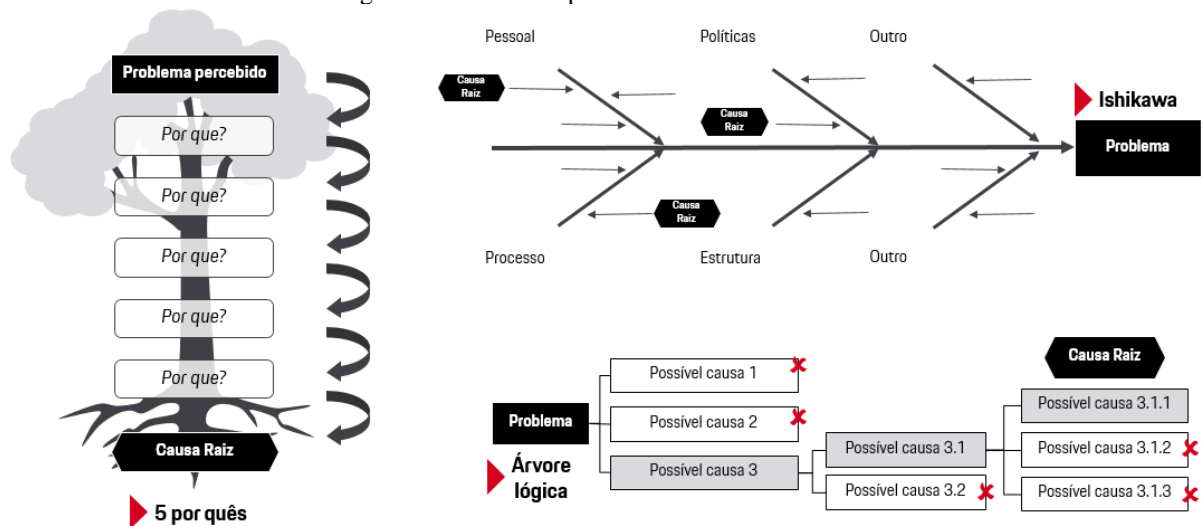 Problema percebido
Por que?
Por que?
Por que?
Por que?
Por que?
Causa Raiz
5 por quês
Pessoal
Políticas
Outro
Causa
Raiz
Causa
Raiz
Ishikawa
Problema
Causa
Raiz
Processo
Estrutura
Outro
Causa Raiz
Possível causa 1
Problema
Possível causa 2
Árvore
lógica
Possível causa 3
Possível causa 3.1
Possível causa 3.2
Possível causa 3.1.1
Possível causa 3.1.2
Possível causa 3.1.3